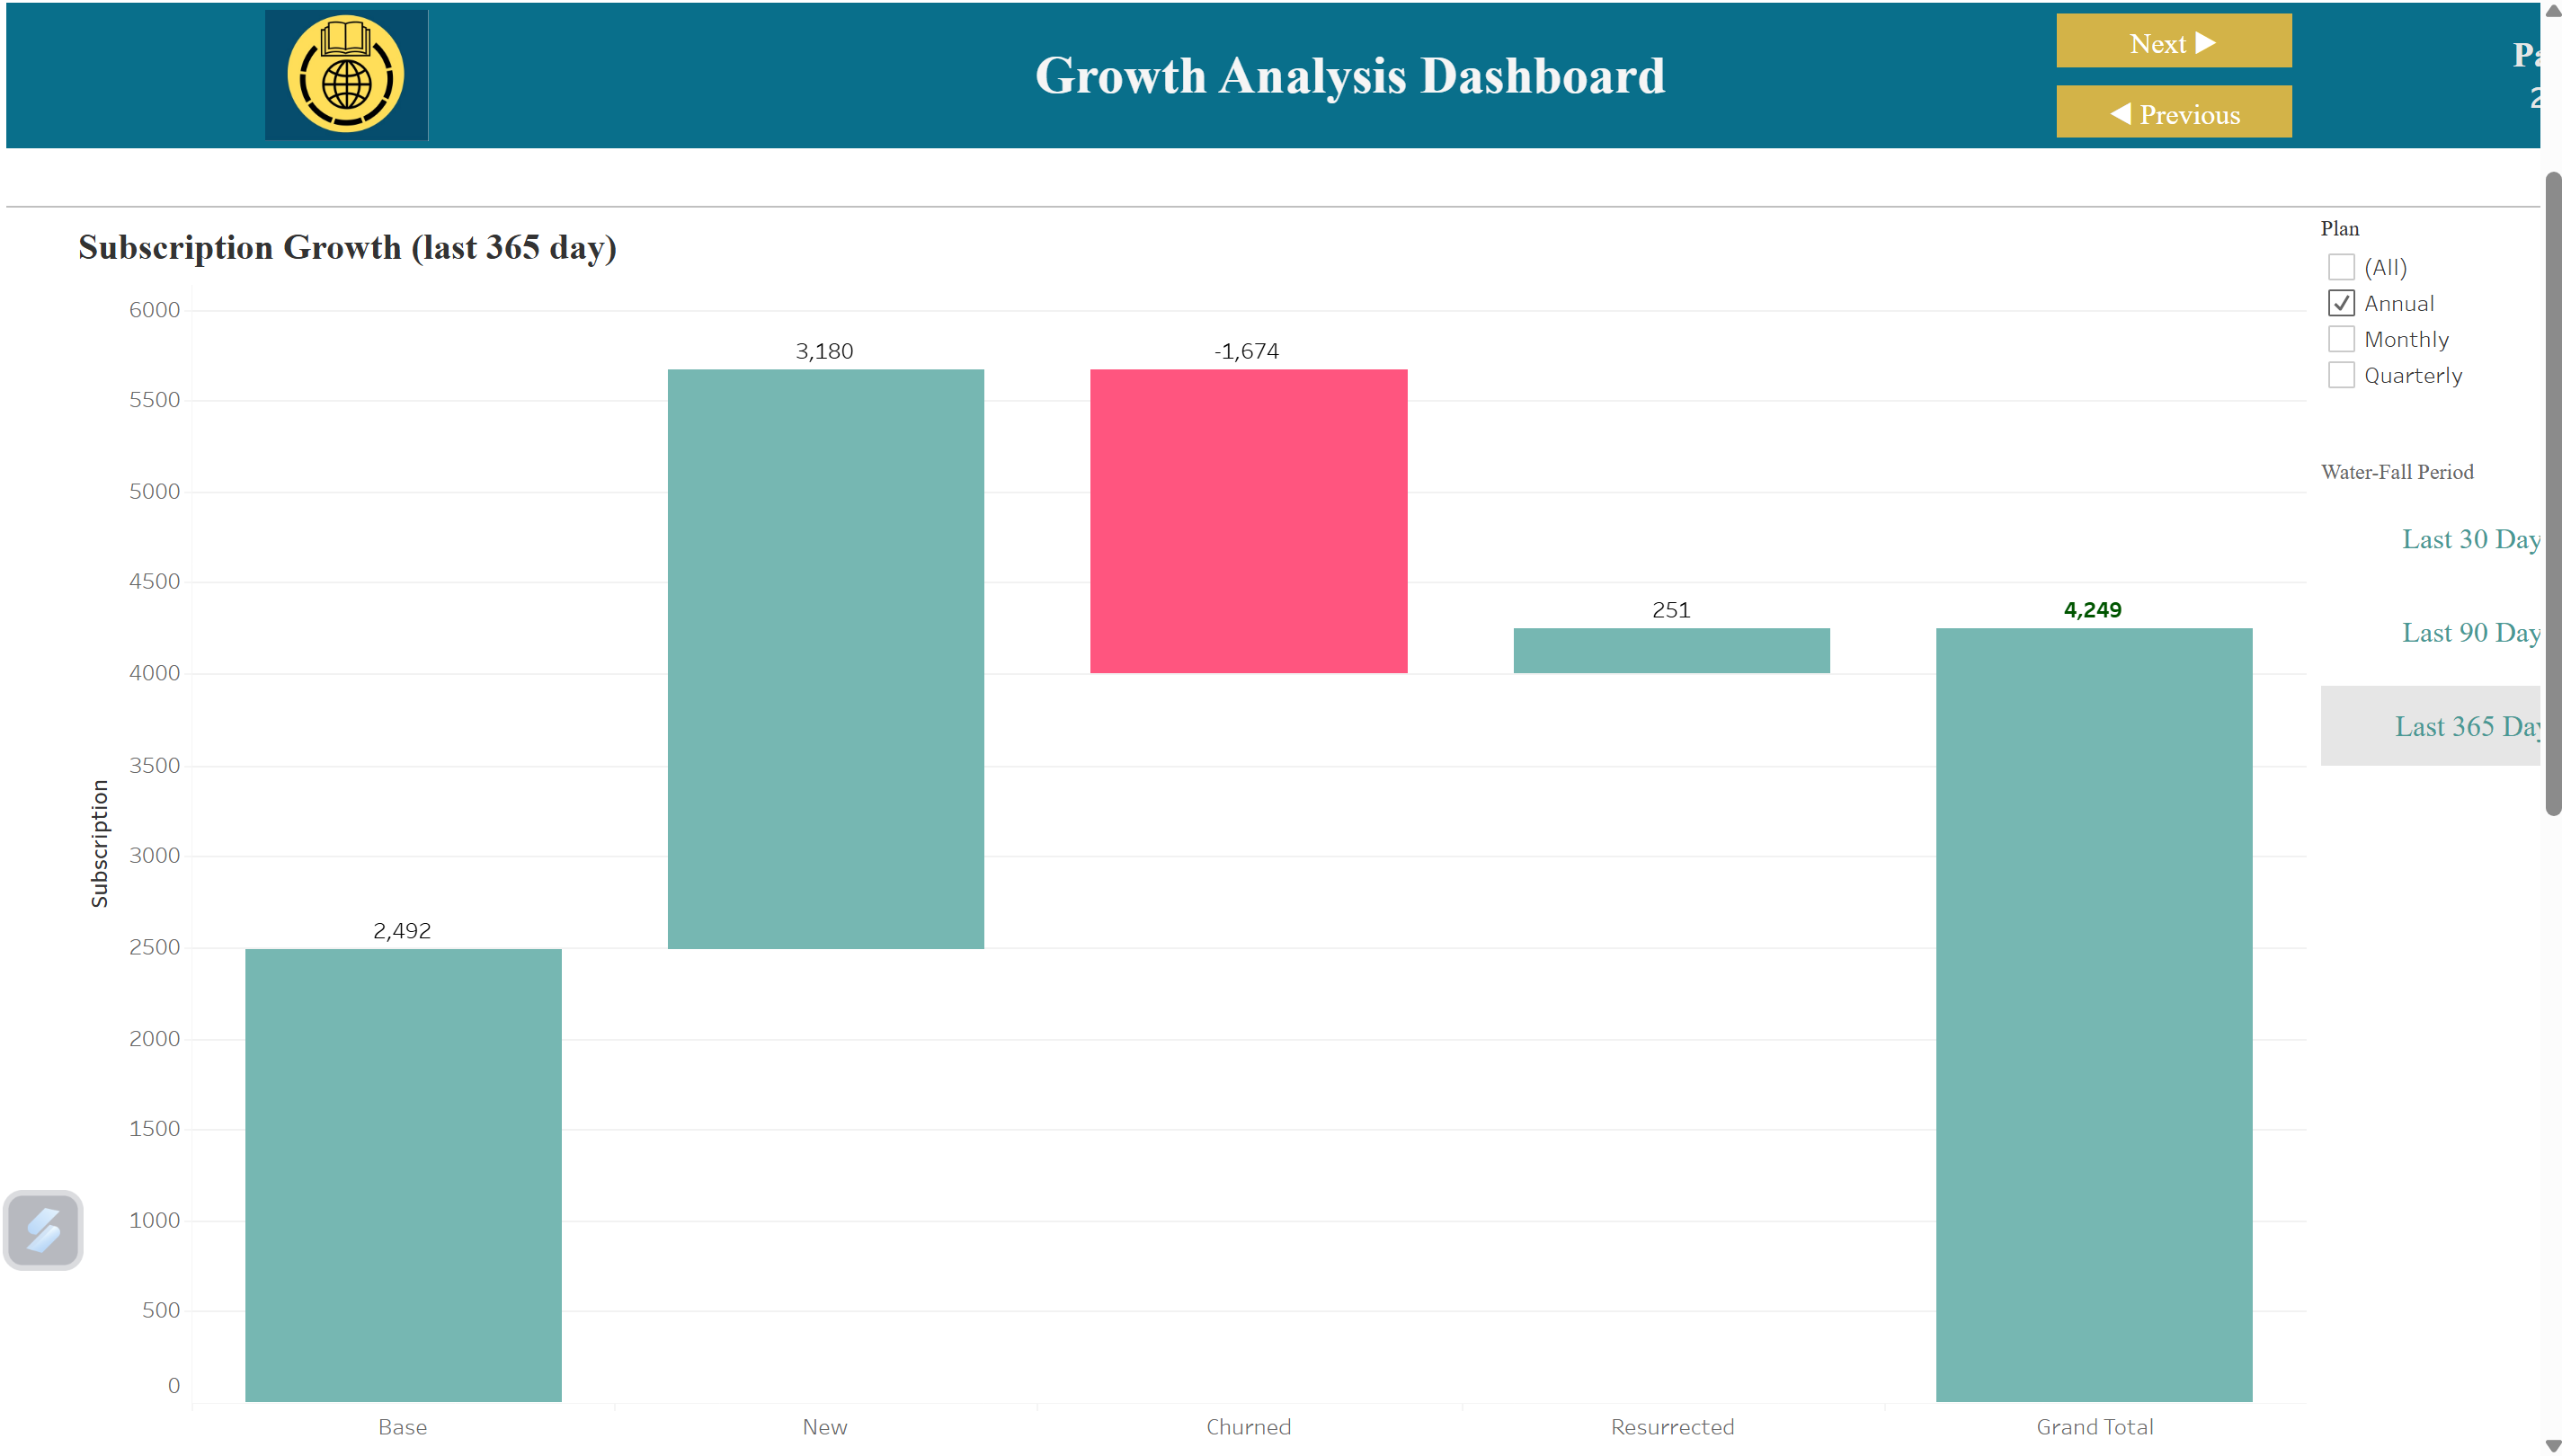 Growth Analysis Dashboard
Next ▶
◀ Previous
Subscription Growth (last 365 day)
Plan
(All)
Annual
Monthly
Quarterly
Water-Fall Period
Last 30 Day
Last 90 Day
Last 365 Day
Subscription
6000
5500
5000
4500
4000
3500
3000
2500
2000
1500
1000
500
0
2,492
3,180
-1,674
251
4,249
Base
New
Churned
Resurrected
Grand Total